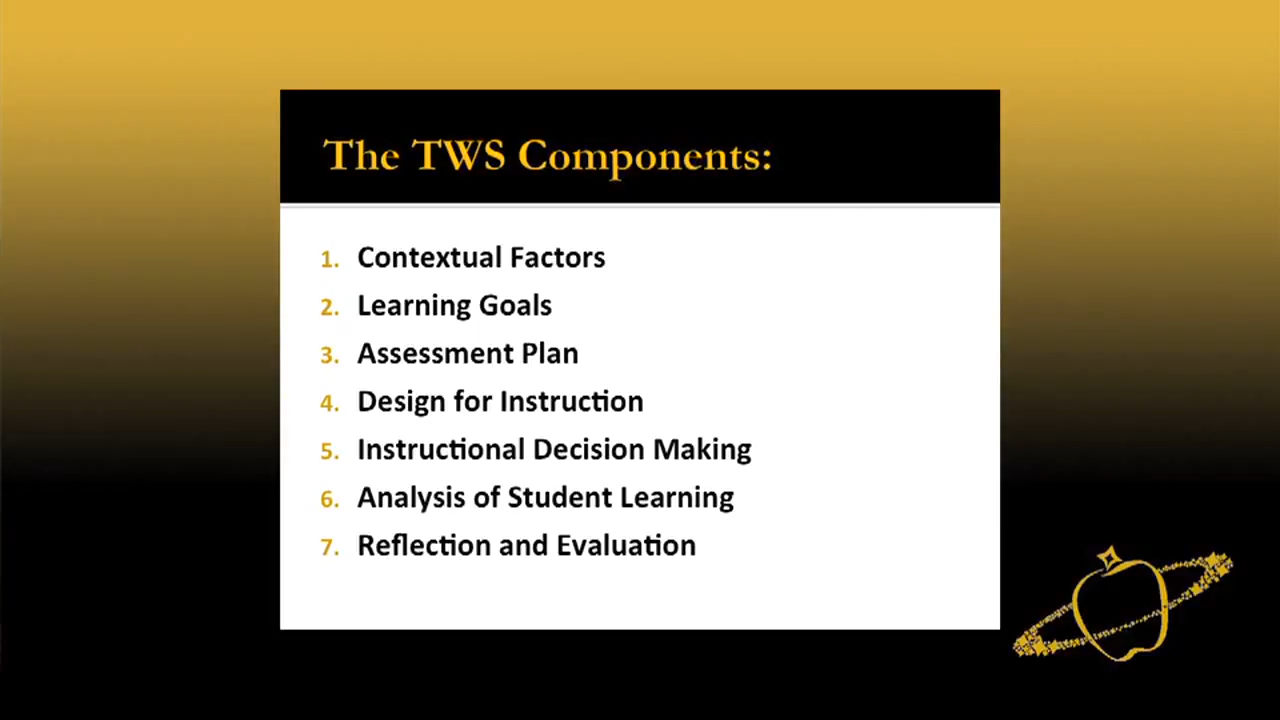 The TWS Components:
1. Contextual Factors
2. Learning Goals
3. Assessment Plan
4. Design for Instruction
5. Instructional Decision Making
6. Analysis of Student Learning
7. Reflection and Evaluation